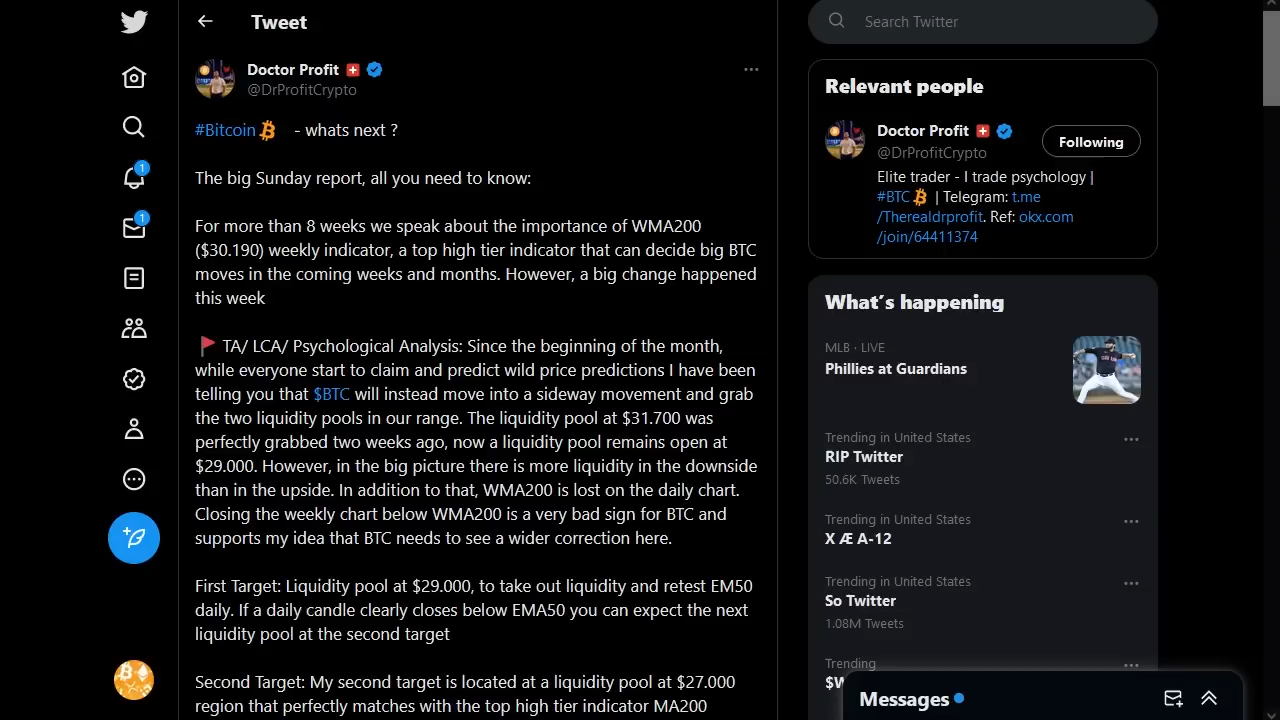 Tweet
Search Twitter
Doctor Profit
@DrProfitCrypto
#Bitcoin - whats next ?
The big Sunday report, all you need to know:
For more than 8 weeks we speak about the importance of WMA200
($30.190) weekly indicator, a top high tier indicator that can decide big BTC
moves in the coming weeks and months. However, a big change happened
this week
TA/ LCA/ Psychological Analysis: Since the beginning of the month,
while everyone start to claim and predict wild price predictions I have been
telling you that $BTC will instead move into a sideway movement and grab
the two liquidity pools in our range. The liquidity pool at $31.700 was
perfectly grabbed two weeks ago, now a liquidity pool remains open at
$29.000. However, in the big picture there is more liquidity in the downside
than in the upside. In addition to that, WMA200 is lost on the daily chart.
Closing the weekly chart below WMA200 is a very bad sign for BTC and
supports my idea that BTC needs to see a wider correction here.
First Target: Liquidity pool at $29.000, to take out liquidity and retest EM50
daily. If a daily candle clearly closes below EMA50 you can expect the next
liquidity pool at the second target
Second Target: My second target is located at a liquidity pool at $27.000
region that perfectly matches with the top high tier indicator MA200
1
1
Relevant people
Doctor Profit
@DrProfitCrypto
Following
Elite trader - I trade psychology |
#BTC | Telegram: t.me
/Therealdrprofit. Ref: okx.com
/join/64411374
What's happening
MLB · LIVE
Phillies at Guardians
Trending in United States
RIP Twitter
50.6K Tweets
Trending in United States
X Æ A-12
Trending in United States
So Twitter
1.08M Tweets
Trending
Messages